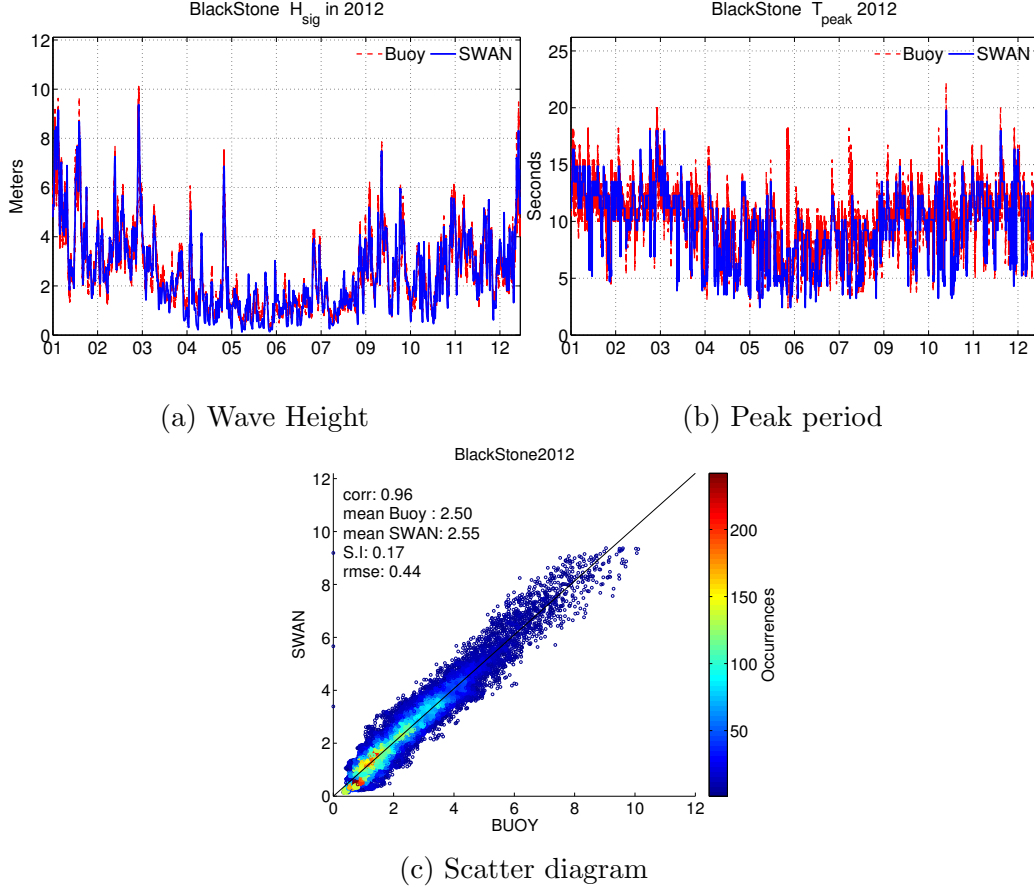 BlackStone H_sig in 2012
12
10
8
6
4
2
0
Meters
Buoy SWAN
01 02 03 04 05 06 07 08 09 10 11 12
(a) Wave Height
BlackStone T_peak 2012
25
20
15
10
5
0
Seconds
Buoy SWAN
01 02 03 04 05 06 07 08 09 10 11 12
(b) Peak period
BlackStone2012
corr: 0.96
mean Buoy : 2.50
mean SWAN: 2.55
S.I: 0.17
rmse: 0.44
12
10
8
6
4
2
0
SWAN
0 2 4 6 8 10 12
BUOY
200
150
100
50
Occurrences
(c) Scatter diagram